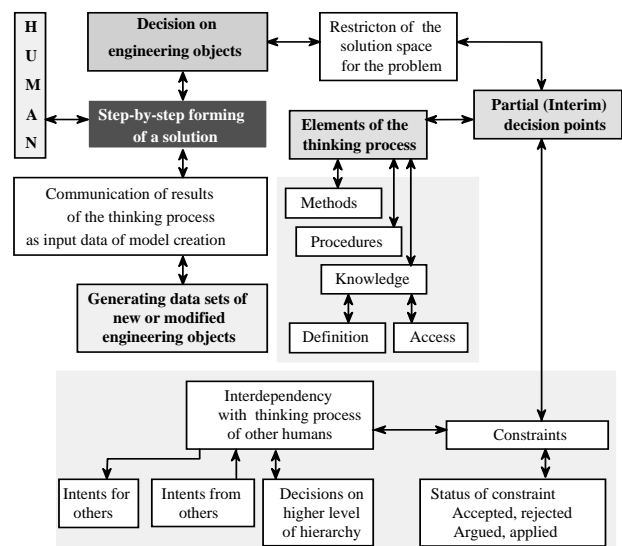 H
U
M
A
N
Decision on
engineering objects
Restricton of the
solution space
for the problem
Step-by-step forming
of a solution
Elements of the
thinking process
Partial (Interim)
decision points
Communication of results
of the thinking process
as input data of model creation
Methods
Procedures
Knowledge
Generating data sets of
new or modified
engineering objects
Definition
Access
Interdependency
with thinking process
of other humans
Constraints
Intents for
others
Intents from
others
Decisions on
higher level
of hierarchy
Status of constraint
Accepted, rejected
Argued, applied